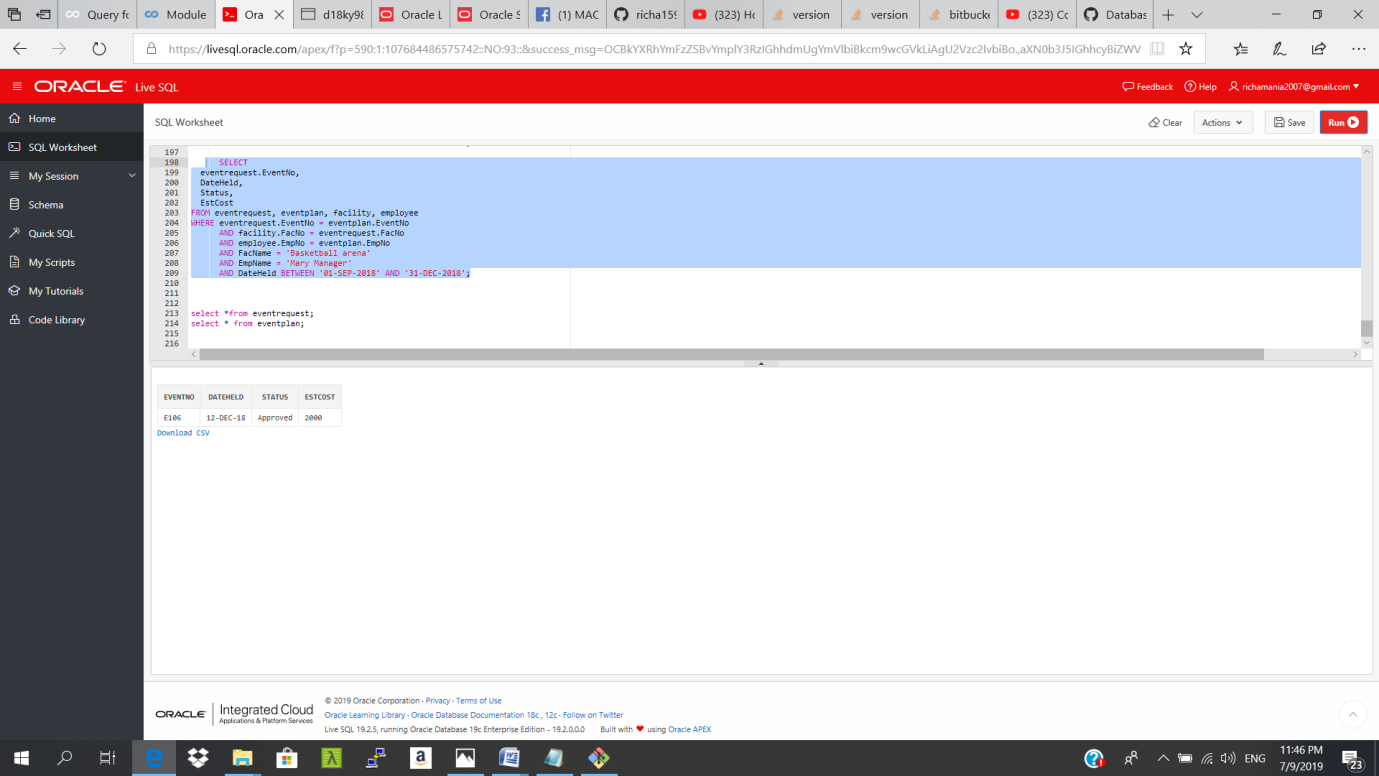 Query fo
Module
Ora
d18ky98
Oracle L
Oracle S
(1) MAC
richa159
(323) Ho
version
version
bitbucke
(323) Co
Databas
https://livesql.oracle.com/apex/f?p=590:1:107684486575742::NO:93::&success_msg=OCBkYXRhYmFzZSBvYmplY3RzIGhhdmUgYmVlbiBkcm9wcGVkLiAgU2Vzc2lvbiBo.,aXN0b3J5IGhhcyBiZWV
ORACLE Live SQL
Feedback
Help
richamania2007@gmail.com
Home
SQL Worksheet
My Session
Schema
Quick SQL
My Scripts
My Tutorials
Code Library
SQL Worksheet
Clear
Actions
Save
Run
197
198 SELECT
199 eventrequest.EventNo,
200 DateHeld,
201 Status,
202 EstCost
203 FROM eventrequest, eventplan, facility, employee
204 WHERE eventrequest.EventNo = eventplan.EventNo
205 AND facility.FacNo = eventrequest.FacNo
206 AND employee.EmpNo = eventplan.EmpNo
207 AND FacName = 'Basketball arena'
208 AND EmpName = 'Mary Manager'
209 AND DateHeld BETWEEN '01-SEP-2018' AND '31-DEC-2018';
210
211
212
213 select *from eventrequest;
214 select * from eventplan;
215
216
EVENTNO DATEHELD STATUS ESTCOST
E106 12-DEC-18 Approved 2000
Download CSV
ORACLE Integrated Cloud
Applications & Platform Services
© 2019 Oracle Corporation · Privacy · Terms of Use
Oracle Learning Library · Oracle Database Documentation 18c , 12c · Follow on Twitter
Live SQL 19.2.5, running Oracle Database 19c Enterprise Edition - 19.2.0.0.0 Built with ❤ using Oracle APEX
ENG
11:46 PM
7/9/2019
23